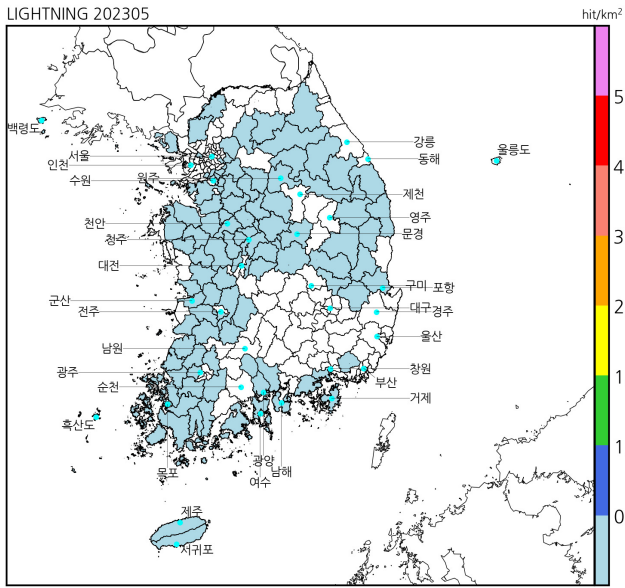 LIGHTNING 202305
hit/km2
5
4
3
2
1
1
0
백령도
서울
인천
수원
원주
강릉
동해
울릉도
제천
영주
문경
천안
청주
대전
구미
포항
군산
전주
대구
경주
울산
남원
광주
순천
창원
부산
거제
흑산도
목포
광양
남해
여수
제주
서귀포